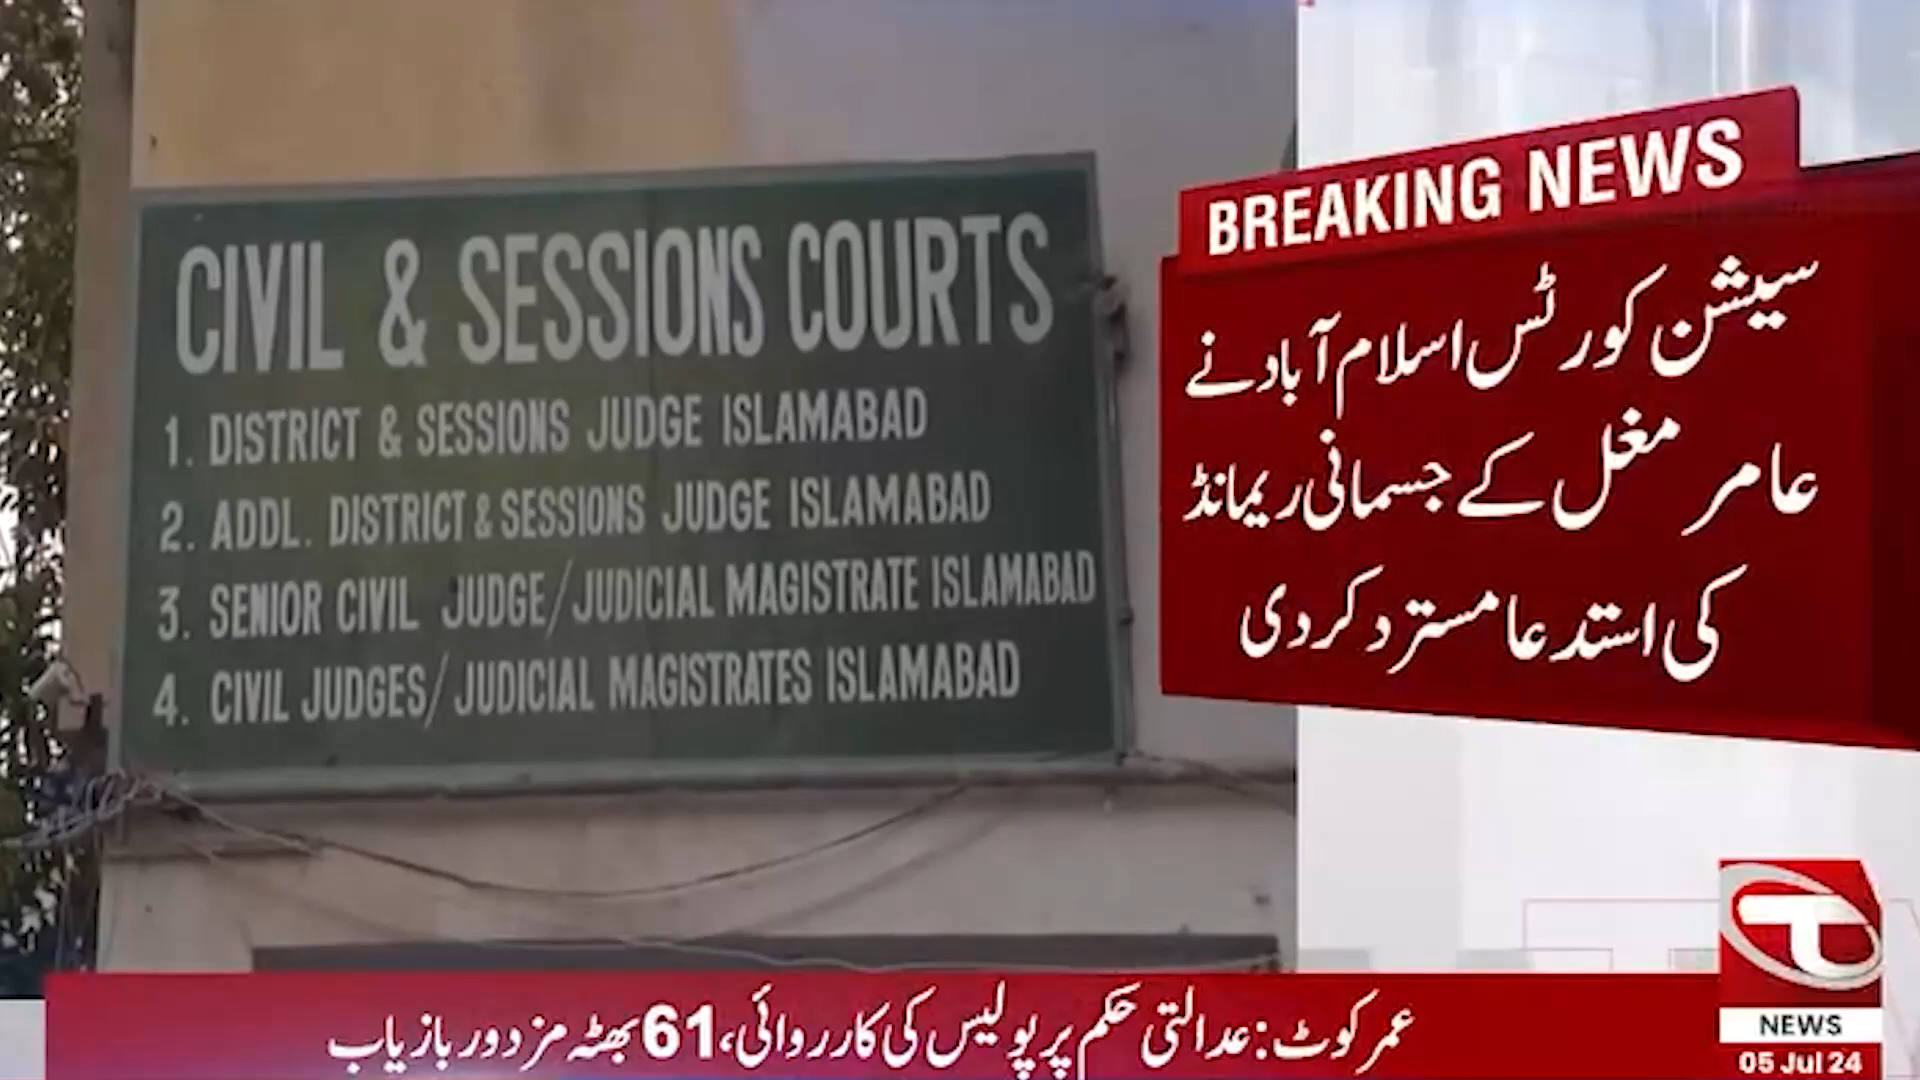 CIVIL & SESSIONS COURTS
1. DISTRICT & SESSIONS JUDGE ISLAMABAD
2. ADDL. DISTRICT & SESSIONS JUDGE ISLAMABAD
3. SENIOR CIVIL JUDGE/JUDICIAL MAGISTRATE ISLAMABAD
4. CIVIL JUDGES/JUDICIAL MAGISTRATES ISLAMABAD
BREAKING NEWS
سیشن کورٹس اسلام آباد نے
عامر مغل کے جسمانی ریمانڈ
کی استدعا مسترد کر دی
عمرکوٹ: عدالتی حکم پر پولیس کی کارروائی، 61 بھٹہ مزدور بازیاب
NEWS
05 Jul 24